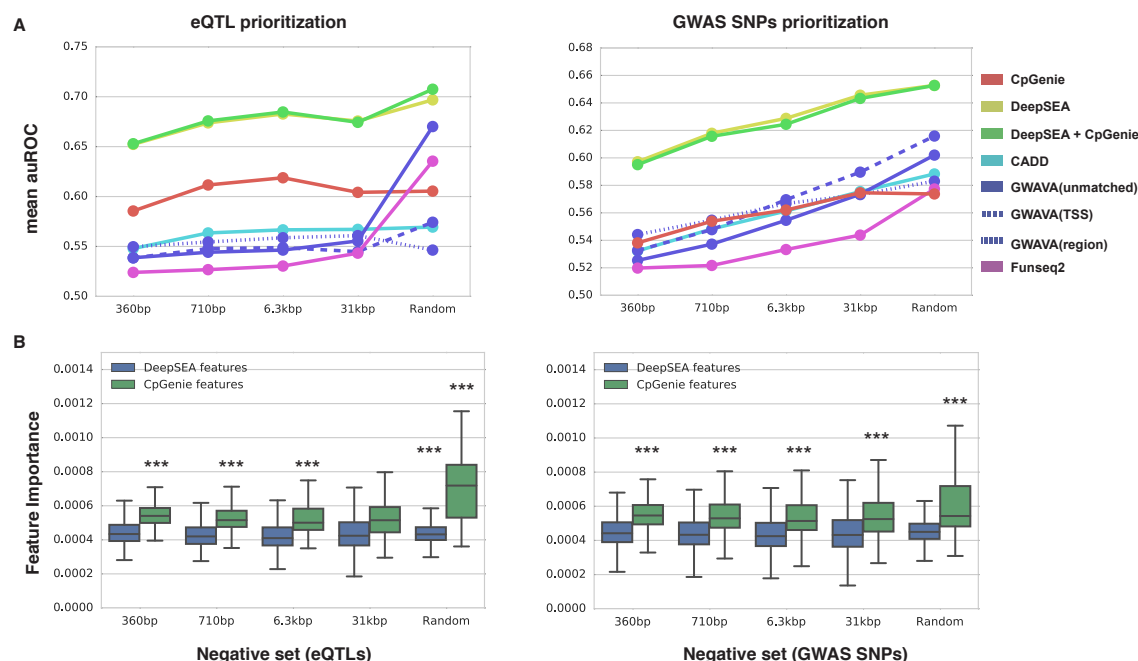 A
eQTL prioritization
GWAS SNPs prioritization
mean auROC
0.75
0.70
0.65
0.60
0.55
0.50
360bp 710bp 6.3kbp 31kbp Random
0.68
0.66
0.64
0.62
0.60
0.58
0.56
0.54
0.52
0.50
360bp 710bp 6.3kbp 31kbp Random
CpGenie
DeepSEA
DeepSEA + CpGenie
CADD
GWAVA(unmatched)
GWAVA(TSS)
GWAVA(region)
Funseq2
B
Feature Importance
0.0014
0.0012
0.0010
0.0008
0.0006
0.0004
0.0002
0.0000
DeepSEA features
CpGenie features
*** *** *** *** ***
360bp 710bp 6.3kbp 31kbp Random
Negative set (eQTLs)
0.0014
0.0012
0.0010
0.0008
0.0006
0.0004
0.0002
0.0000
DeepSEA features
CpGenie features
*** *** *** *** ***
360bp 710bp 6.3kbp 31kbp Random
Negative set (GWAS SNPs)